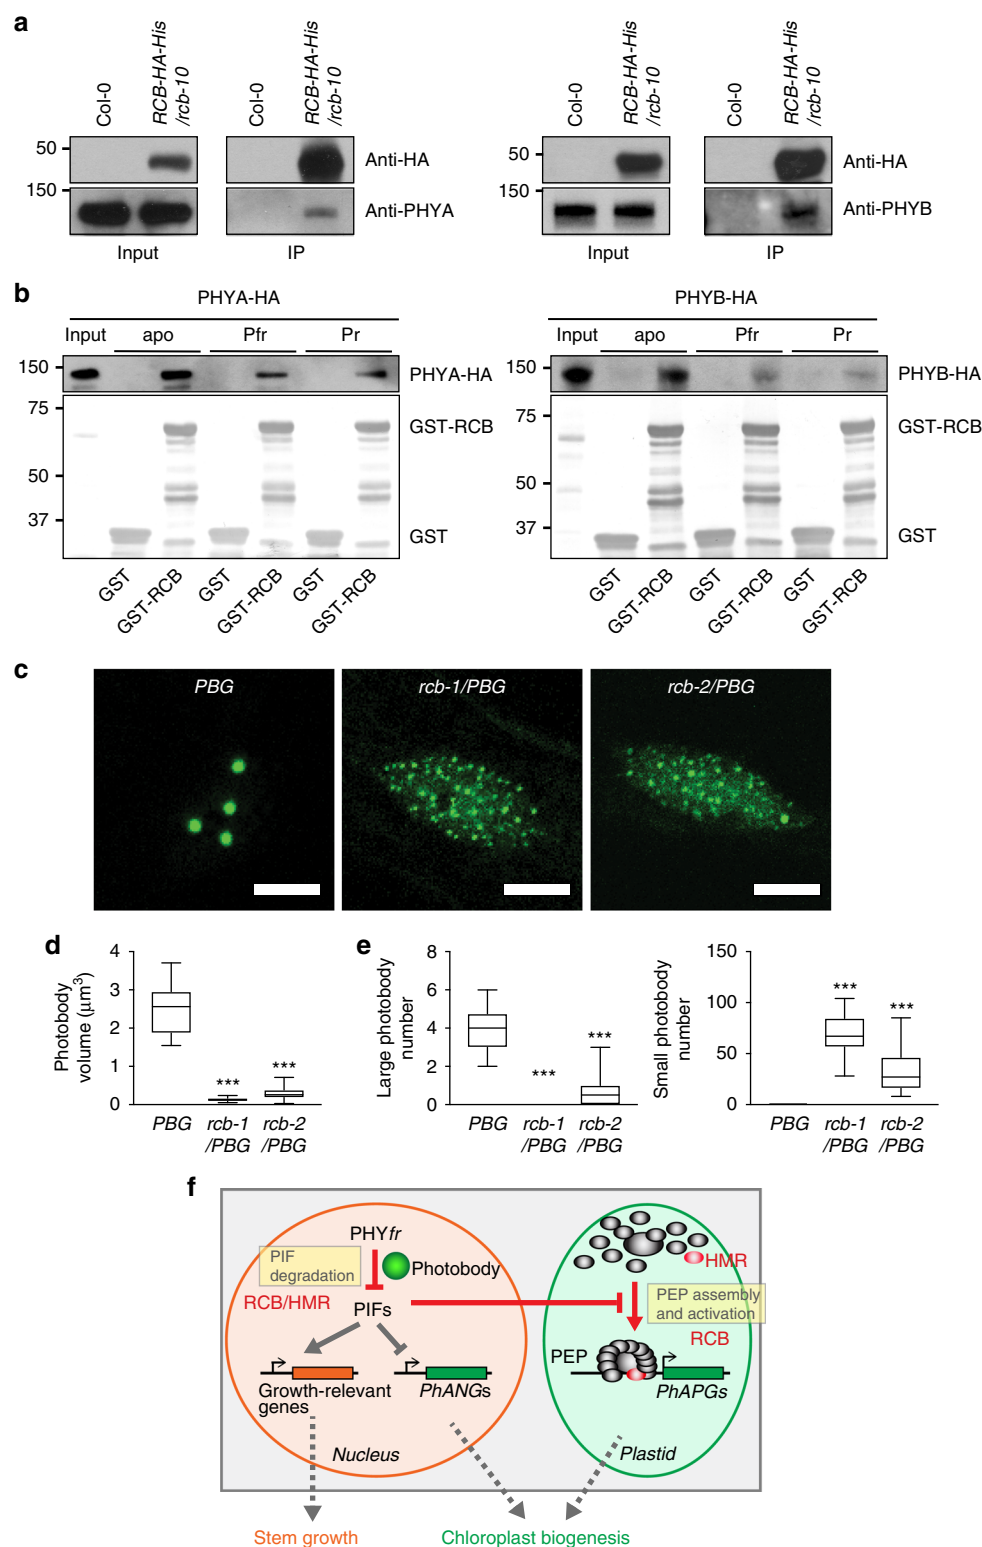 a
Col-0
RCB-HA-His
/rcb-10
Col-0
RCB-HA-His
/rcb-10
50
150
Anti-HA
Anti-PHYA
Input
IP
Col-0
RCB-HA-His
/rcb-10
Col-0
RCB-HA-His
/rcb-10
50
150
Anti-HA
Anti-PHYB
Input
IP
b
PHYA-HA
Input
apo
Pfr
Pr
150
PHYA-HA
75
GST-RCB
50
37
GST
GST
GST-RCB
GST
GST-RCB
GST
GST-RCB
PHYB-HA
Input
apo
Pfr
Pr
150
PHYB-HA
75
GST-RCB
50
37
GST
GST
GST-RCB
GST
GST-RCB
GST
GST-RCB
c
PBG
rcb-1/PBG
rcb-2/PBG
d
Photobody
volume (μm³)
4
3
2
1
0
***
***
PBG
rcb-1
/PBG
rcb-2
/PBG
e
Large photobody
number
8
6
4
2
0
***
***
PBG
rcb-1
/PBG
rcb-2
/PBG
Small photobody
number
150
100
50
0
***
***
PBG
rcb-1
/PBG
rcb-2
/PBG
f
PHYfr
PIF
degradation
Photobody
RCB/HMR
PIFs
Growth-relevant
genes
PhANGs
Nucleus
HMR
PEP assembly
and activation
RCB
PEP
PhAPGs
Plastid
Stem growth
Chloroplast biogenesis